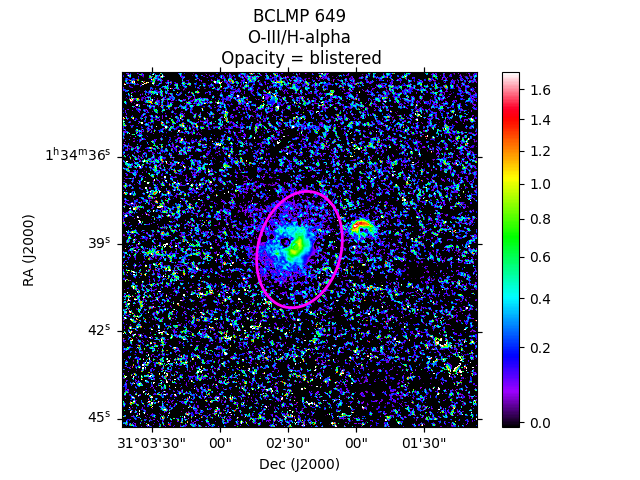 BCLMP 649
O-III/H-alpha
Opacity = blistered
1.6
1.4
1.2
1.0
0.8
0.6
0.4
0.2
0.0
1h34m36s
39s
42s
45s
RA (J2000)
31°03'30" 00" 02'30" 00" 01'30"
Dec (J2000)